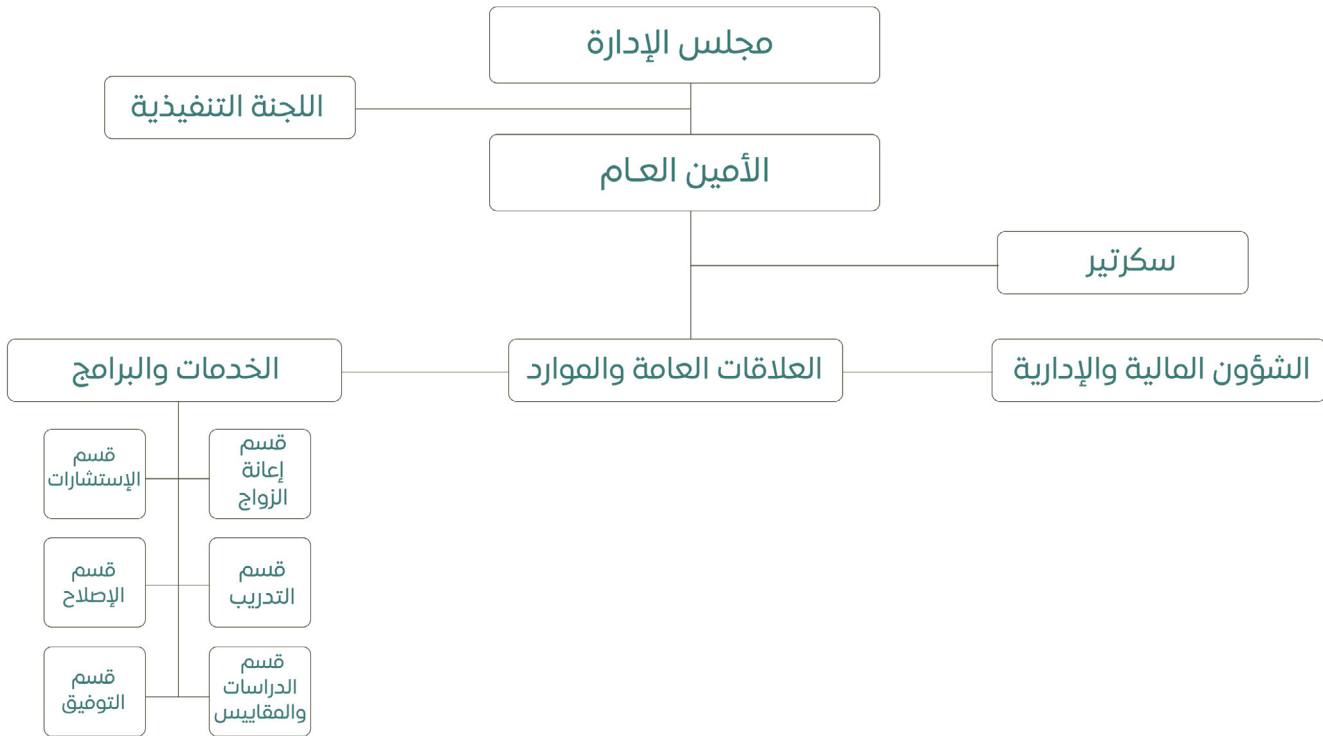 مجلس الإدارة
اللجنة التنفيذية
الأمين العـام
سكرتير
الشؤون المالية والإدارية
العلاقات العامة والموارد
الخدمات والبرامج
قسم
إعانة
الزواج
قسم
الإستشارات
قسم
التدريب
قسم
الإصلاح
قسم
الدراسات
والمقاييس
قسم
التوفيق